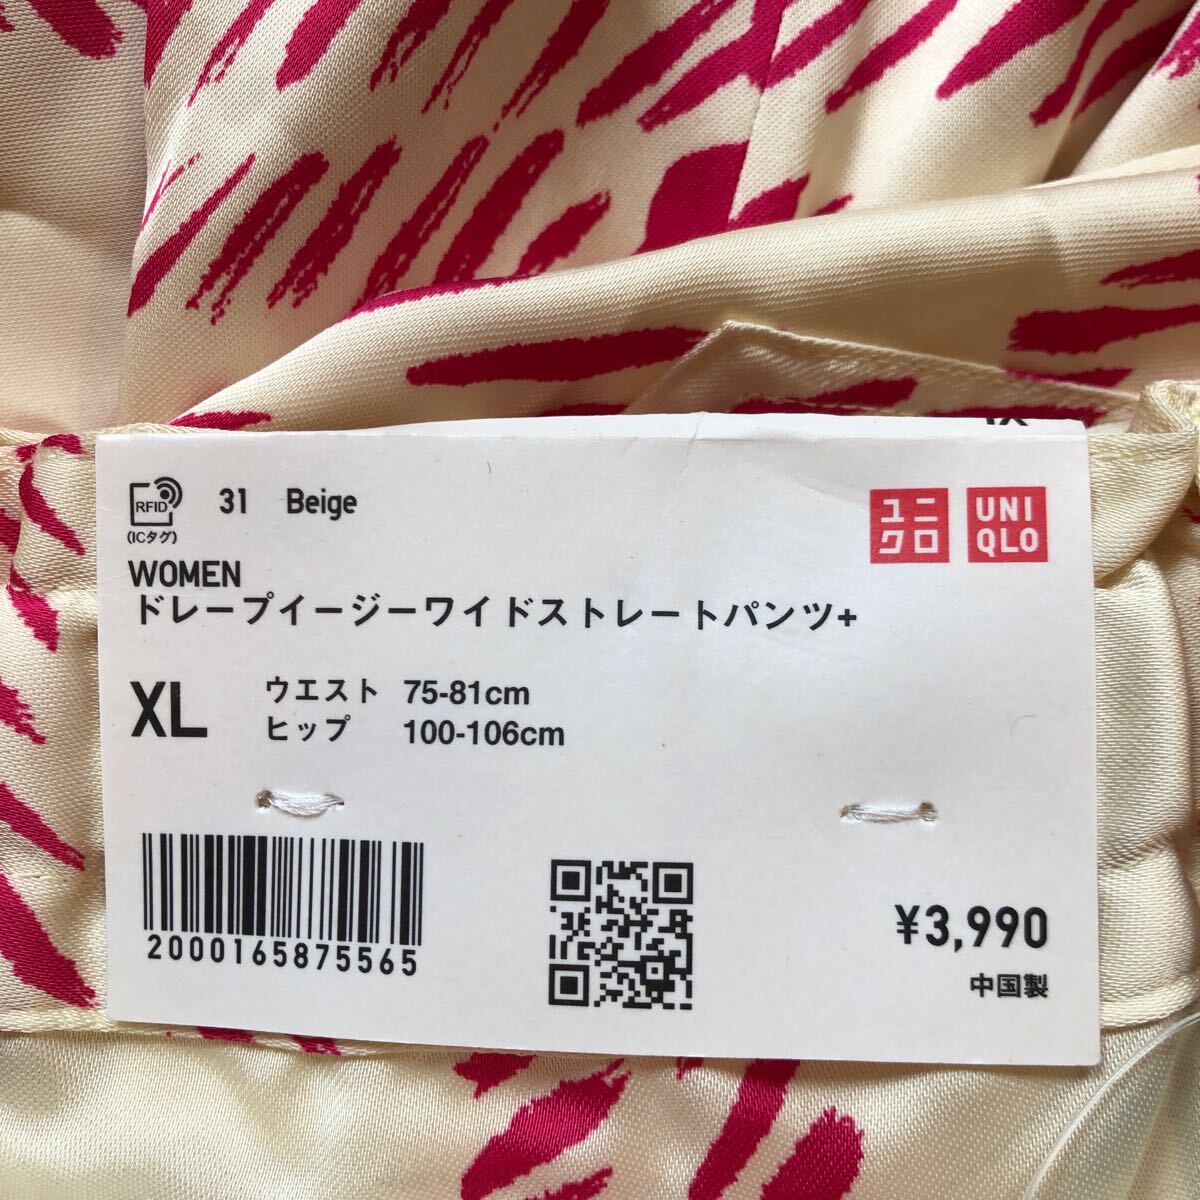 RFID
(ICタグ)
31 Beige
ユニ
クロ
UNI
QLO
WOMEN
ドレープイージーワイドストレートパンツ+
XL
ウエスト 75-81cm
ヒップ 100-106cm
2000165875565
¥3,990
中国製